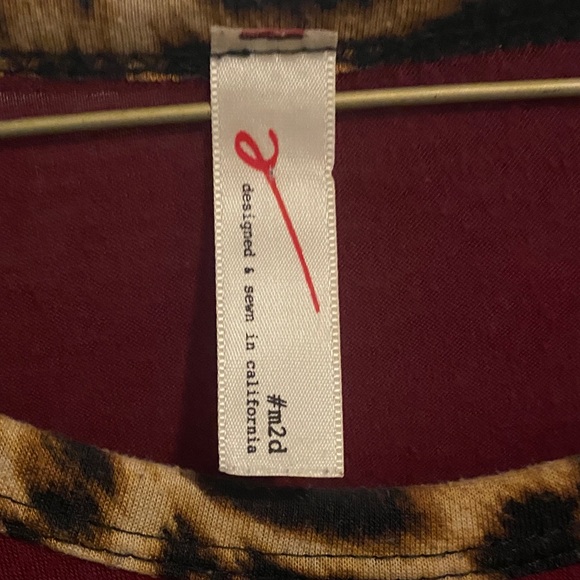 designed & sewn in california
#m2d